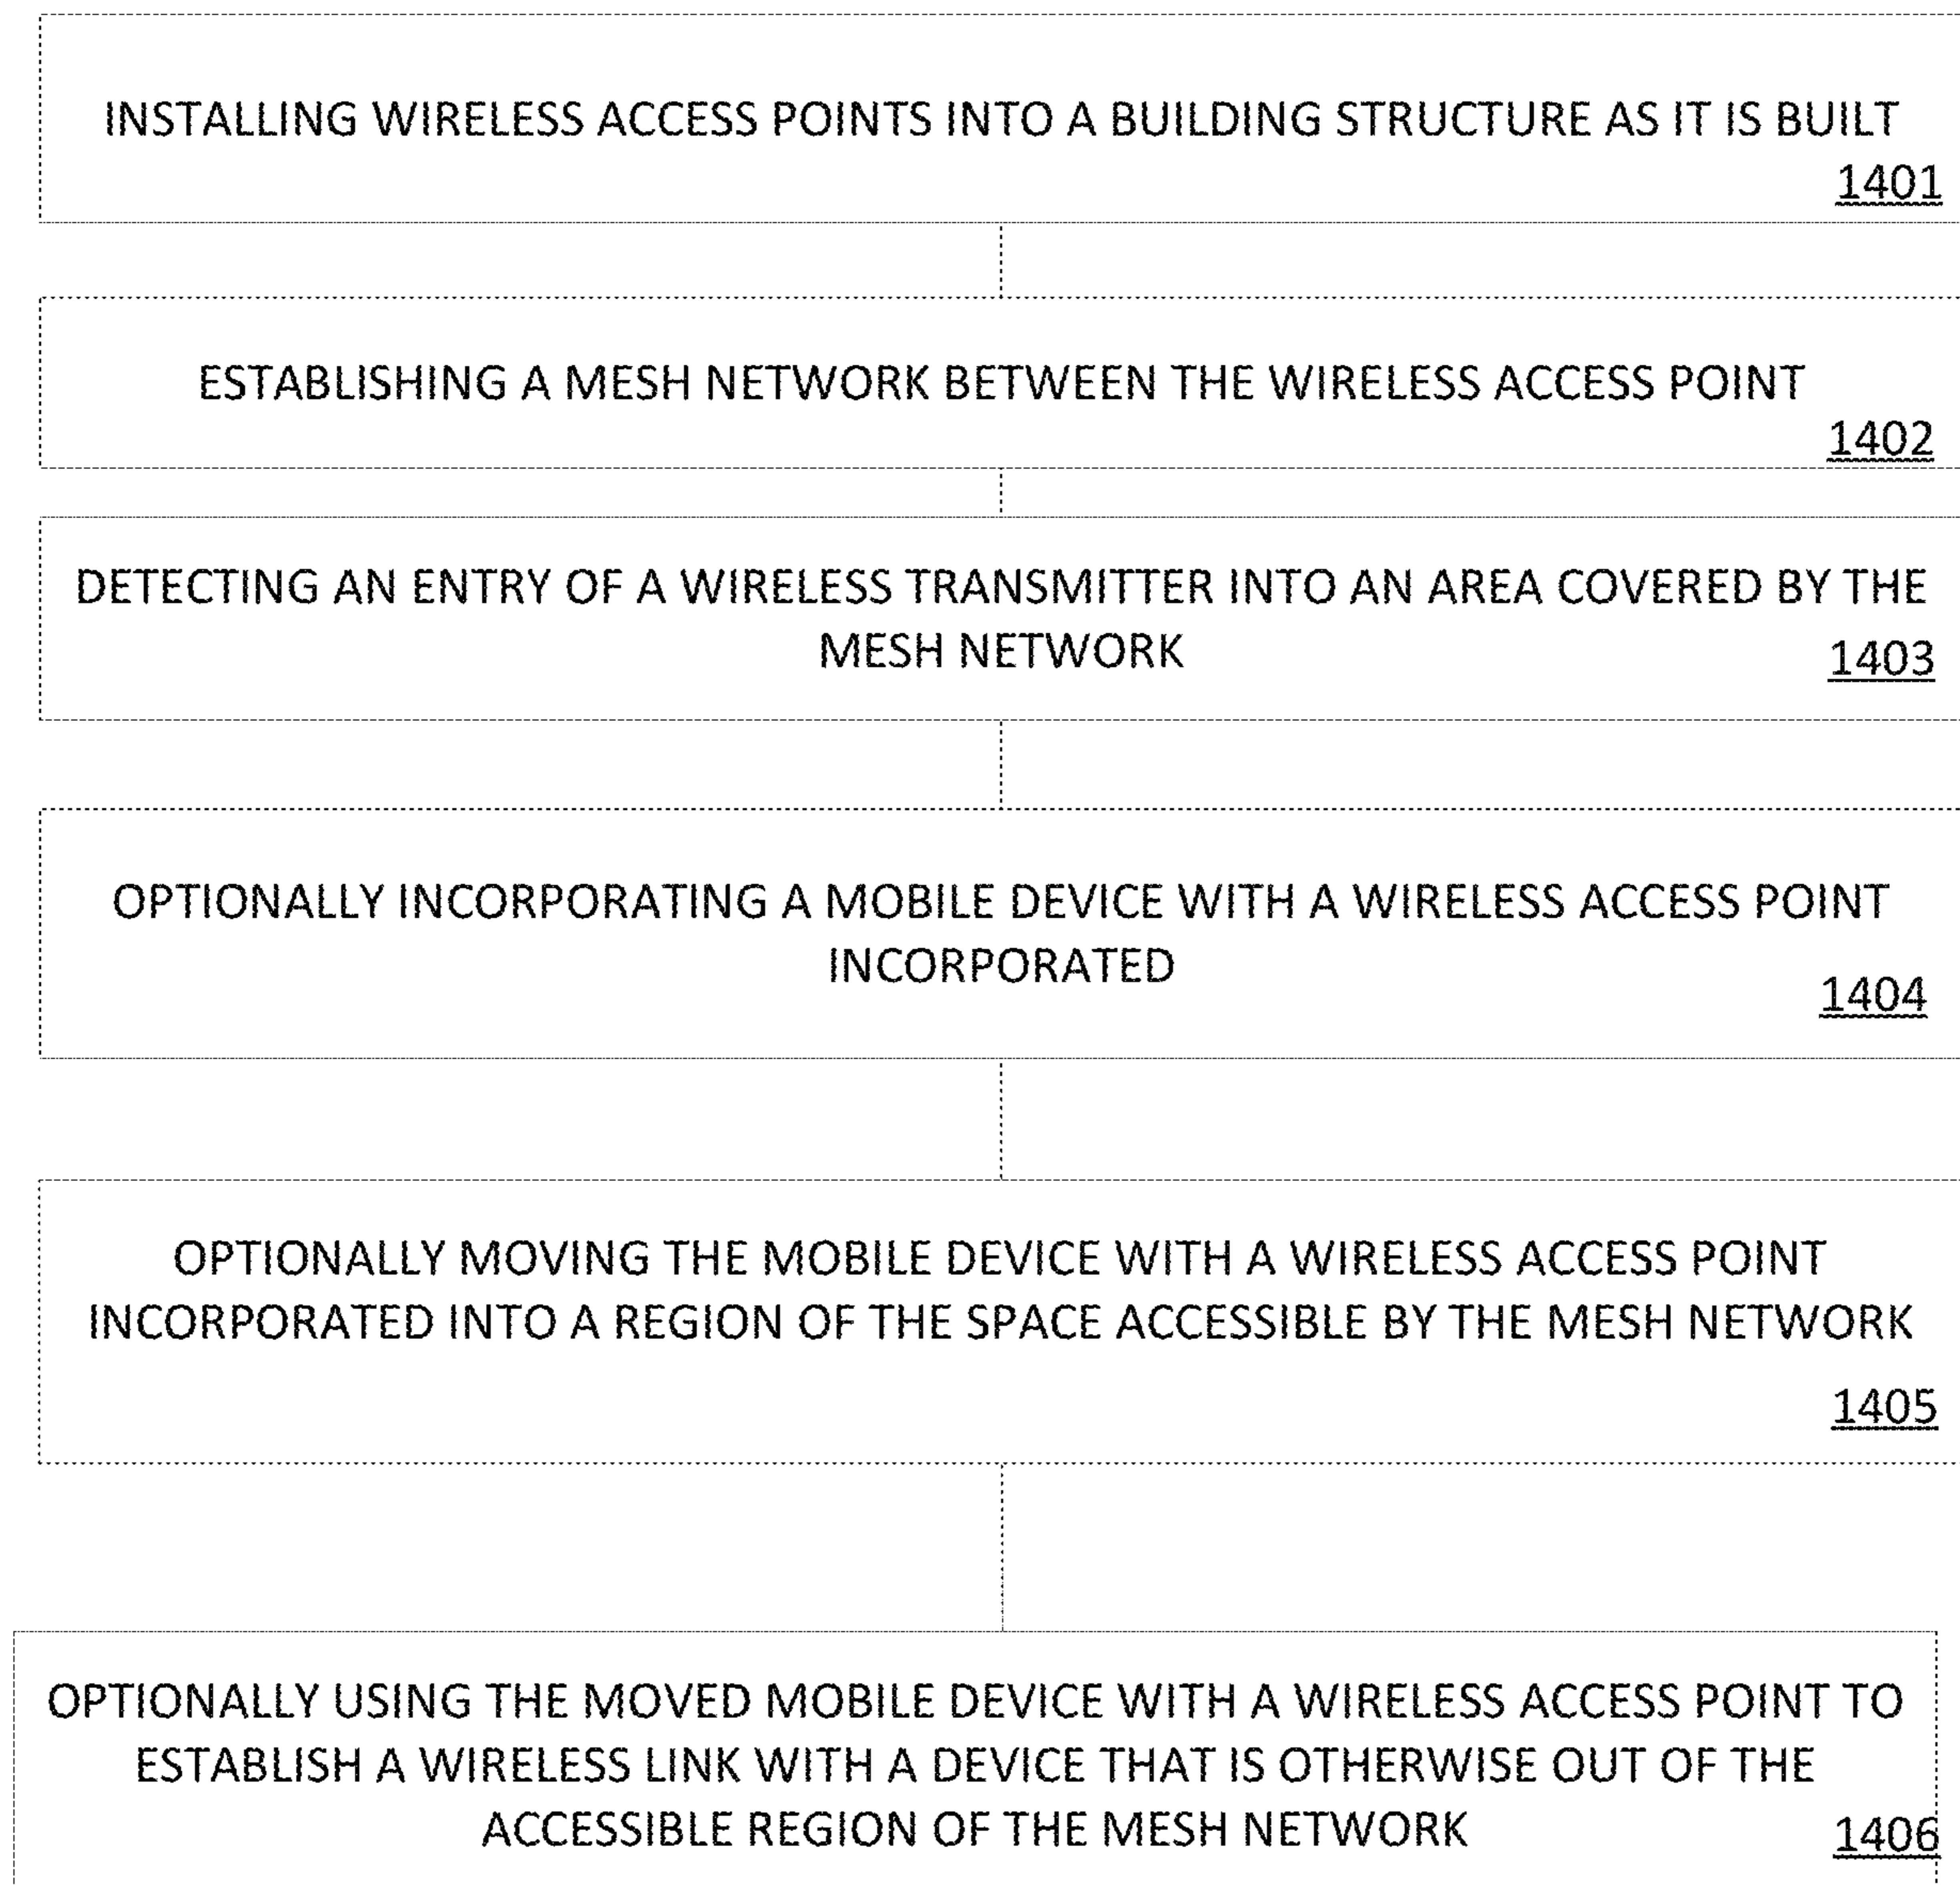 INSTALLING WIRELESS ACCESS POINTS INTO A BUILDING STRUCTURE AS IT IS BUILT
1401
ESTABLISHING A MESH NETWORK BETWEEN THE WIRELESS ACCESS POINT
1402
DETECTING AN ENTRY OF A WIRELESS TRANSMITTER INTO AN AREA COVERED BY THE
MESH NETWORK
1403
OPTIONALLY INCORPORATING A MOBILE DEVICE WITH A WIRELESS ACCESS POINT
INCORPORATED
1404
OPTIONALLY MOVING THE MOBILE DEVICE WITH A WIRELESS ACCESS POINT
INCORPORATED INTO A REGION OF THE SPACE ACCESSIBLE BY THE MESH NETWORK
1405
OPTIONALLY USING THE MOVED MOBILE DEVICE WITH A WIRELESS ACCESS POINT TO
ESTABLISH A WIRELESS LINK WITH A DEVICE THAT IS OTHERWISE OUT OF THE
ACCESSIBLE REGION OF THE MESH NETWORK
1406